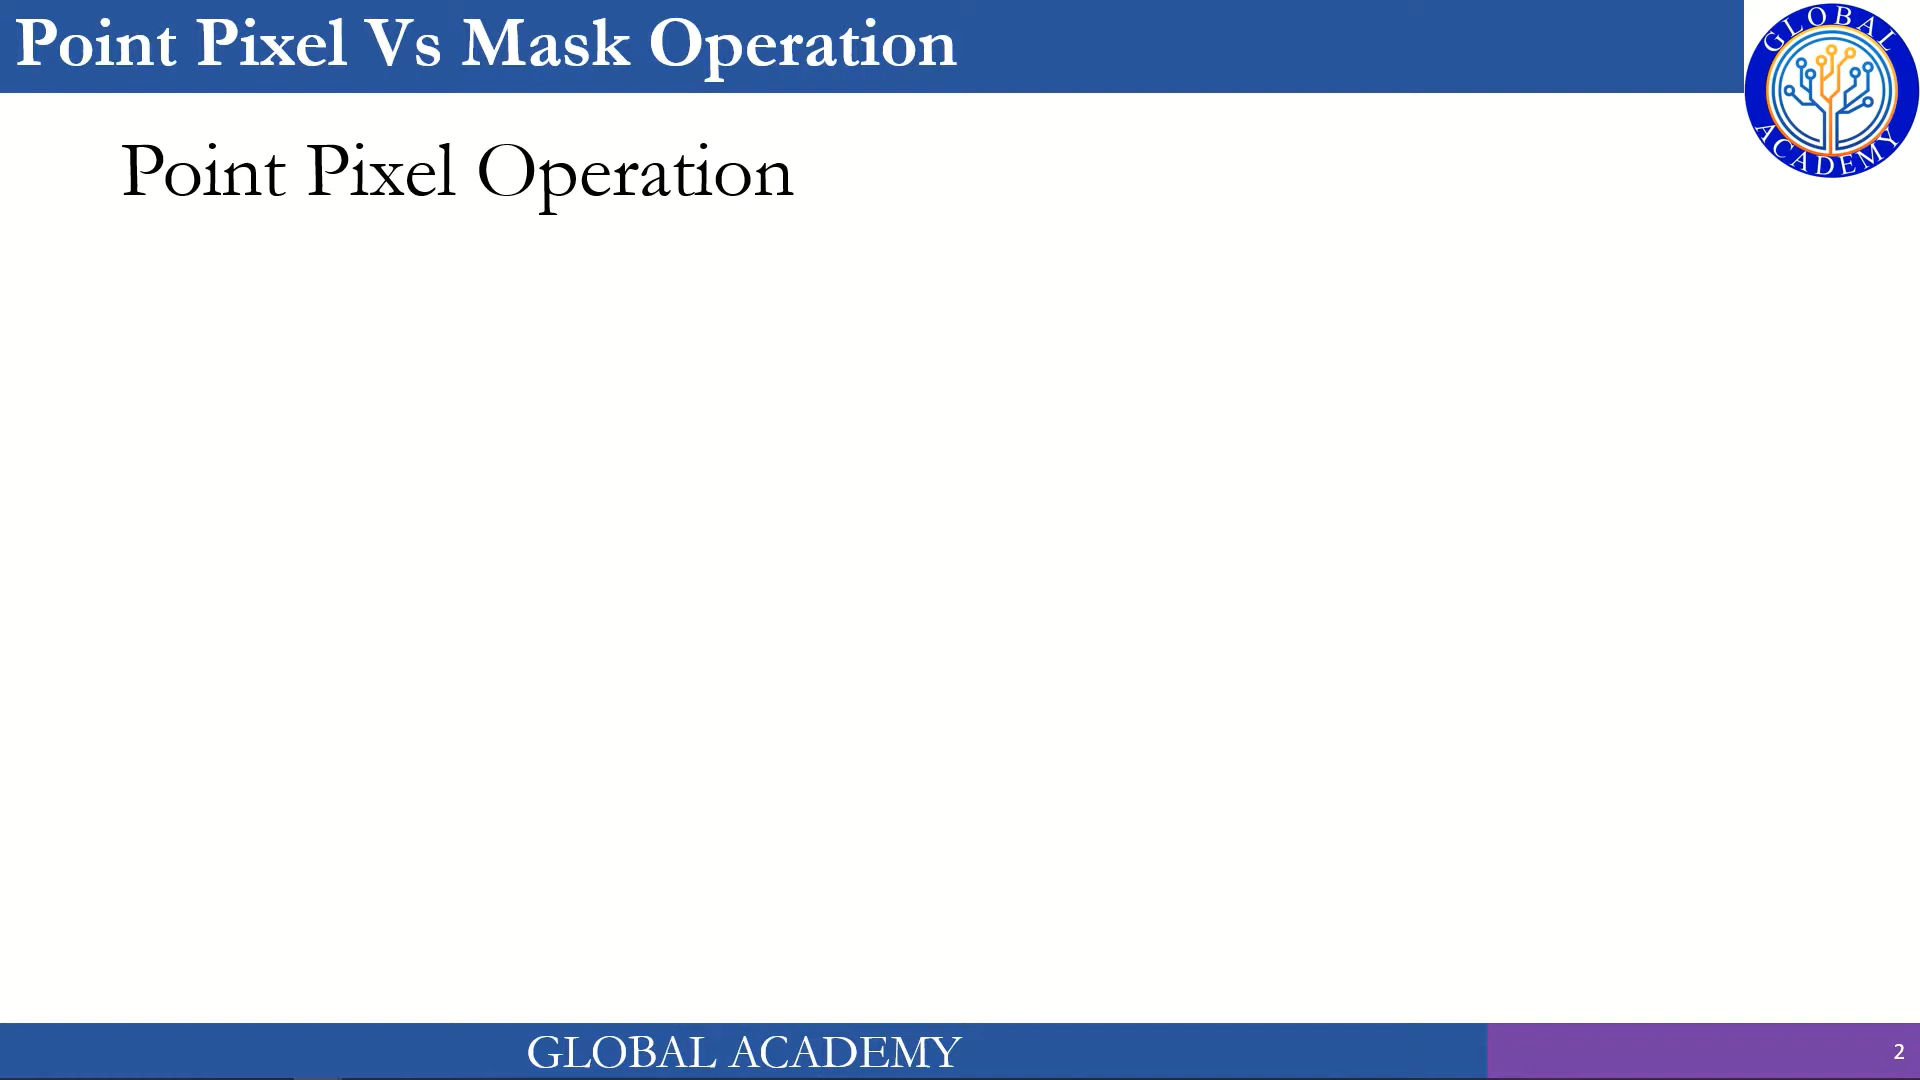 Point Pixel Vs Mask Operation
GLOBAL
ACADEMY
Point Pixel Operation
GLOBAL ACADEMY
2